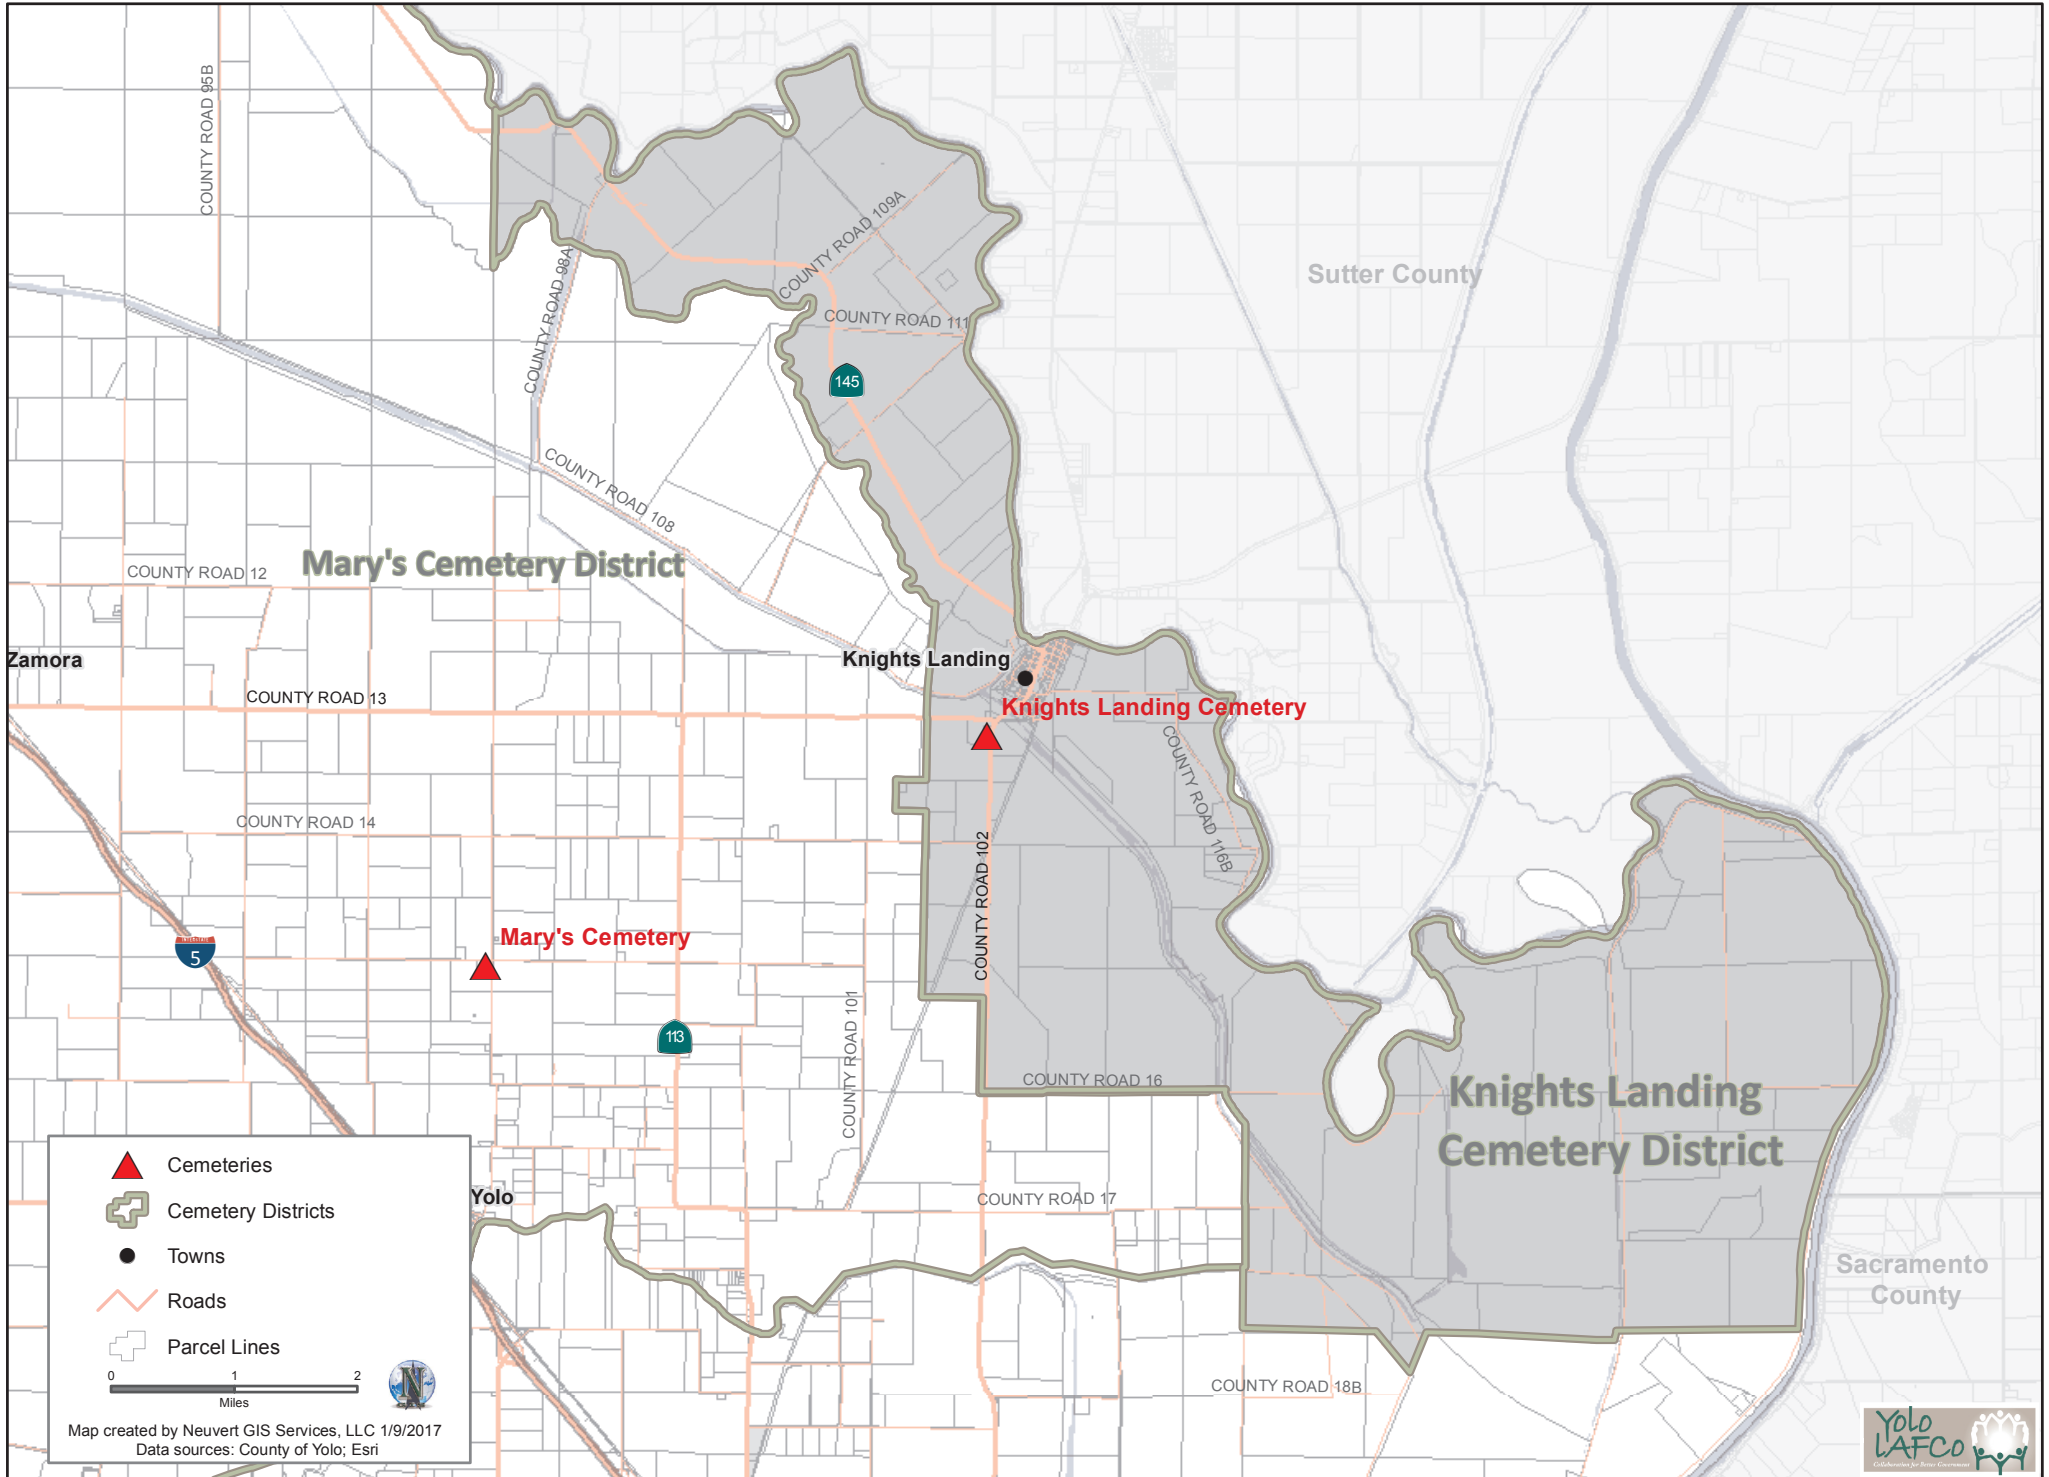 COUNTY ROAD 95B
COUNTY ROAD 109A
COUNTY ROAD 98A
Sutter County
COUNTY ROAD 111
145
COUNTY ROAD 108
Mary's Cemetery District
COUNTY ROAD 12
Zamora
Knights Landing
COUNTY ROAD 13
Knights Landing Cemetery
COUNTY ROAD 116B
COUNTY ROAD 14
COUNTY ROAD 102
Mary's Cemetery
5
COUNTY ROAD 101
113
COUNTY ROAD 16
Knights Landing
Cemetery District
Yolo
COUNTY ROAD 17
Sacramento
County
COUNTY ROAD 18B
Cemeteries
Cemetery Districts
Towns
Roads
Parcel Lines
0 1 2
Miles
N
Map created by Neuvert GIS Services, LLC 1/9/2017
Data sources: County of Yolo; Esri
Yolo
LAFCo
Collaboration for Better Government